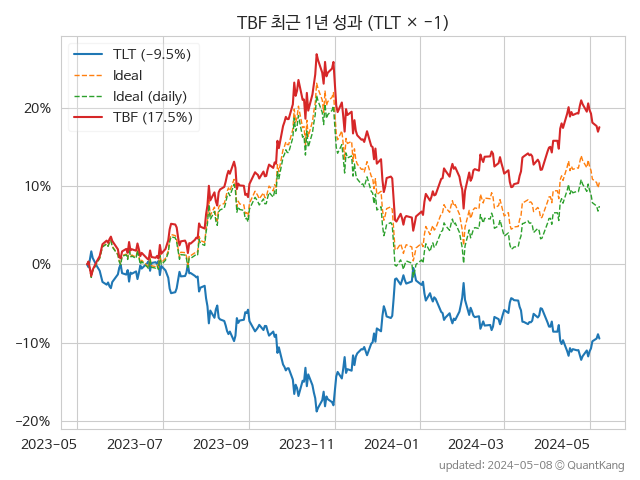 TBF 최근 1년 성과 (TLT × −1)
TLT (−9.5%)
Ideal
Ideal (daily)
TBF (17.5%)
20%
10%
0%
−10%
−20%
2023-05
2023-07
2023-09
2023-11
2024-01
2024-03
2024-05
updated: 2024-05-08 © QuantKang